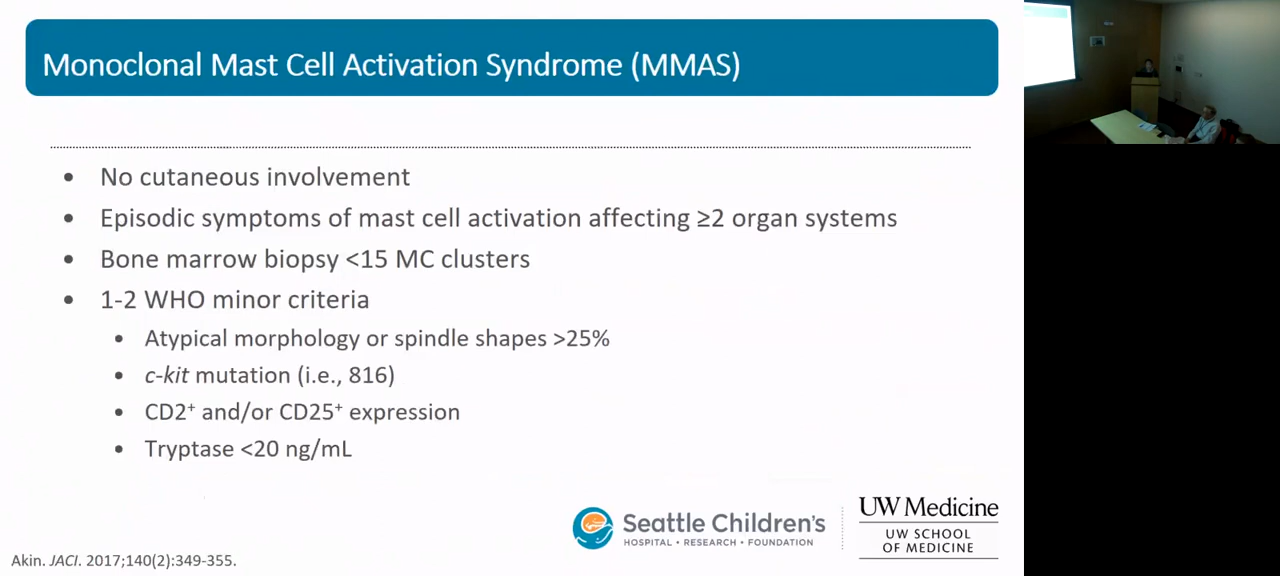 Monoclonal Mast Cell Activation Syndrome (MMAS)
• No cutaneous involvement
• Episodic symptoms of mast cell activation affecting ≥2 organ systems
• Bone marrow biopsy <15 MC clusters
• 1-2 WHO minor criteria
• Atypical morphology or spindle shapes >25%
• c-kit mutation (i.e., 816)
• CD2⁺ and/or CD25⁺ expression
• Tryptase <20 ng/mL
Seattle Children's
HOSPITAL • RESEARCH • FOUNDATION
UW Medicine
UW SCHOOL
OF MEDICINE
Akin. JACI. 2017;140(2):349-355.